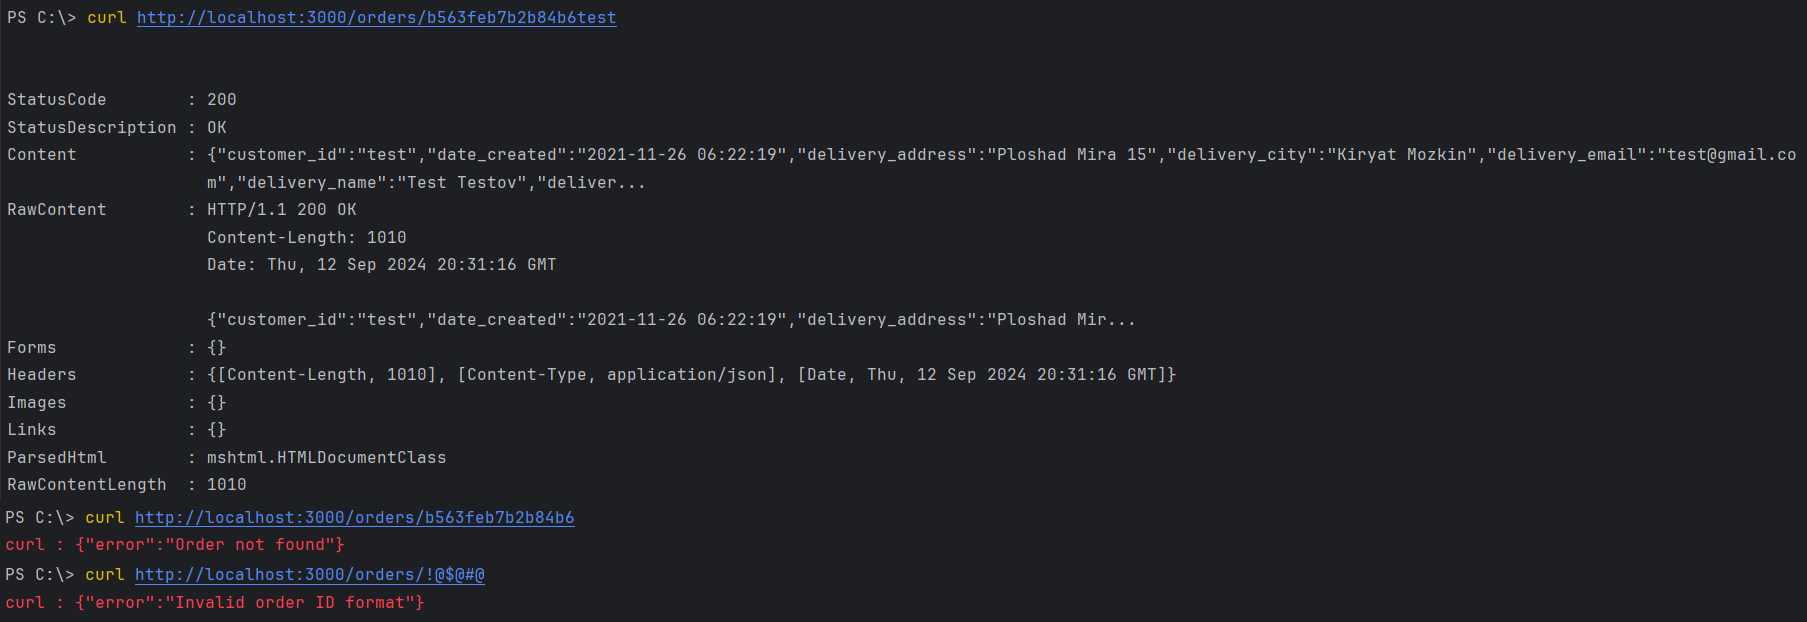 PS C:\> curl http://localhost:3000/orders/b563feb7b2b84b6test
StatusCode        : 200
StatusDescription : OK
Content           : {"customer_id":"test","date_created":"2021-11-26 06:22:19","delivery_address":"Ploshad Mira 15","delivery_city":"Kiryat Mozkin","delivery_email":"test@gmail.co
                    m","delivery_name":"Test Testov","deliver...
RawContent        : HTTP/1.1 200 OK
                    Content-Length: 1010
                    Date: Thu, 12 Sep 2024 20:31:16 GMT
                    {"customer_id":"test","date_created":"2021-11-26 06:22:19","delivery_address":"Ploshad Mir...
Forms             : {}
Headers           : {[Content-Length, 1010], [Content-Type, application/json], [Date, Thu, 12 Sep 2024 20:31:16 GMT]}
Images            : {}
Links             : {}
ParsedHtml        : mshtml.HTMLDocumentClass
RawContentLength  : 1010
PS C:\> curl http://localhost:3000/orders/b563feb7b2b84b6
curl : {"error":"Order not found"}
PS C:\> curl http://localhost:3000/orders/!@$@#@
curl : {"error":"Invalid order ID format"}